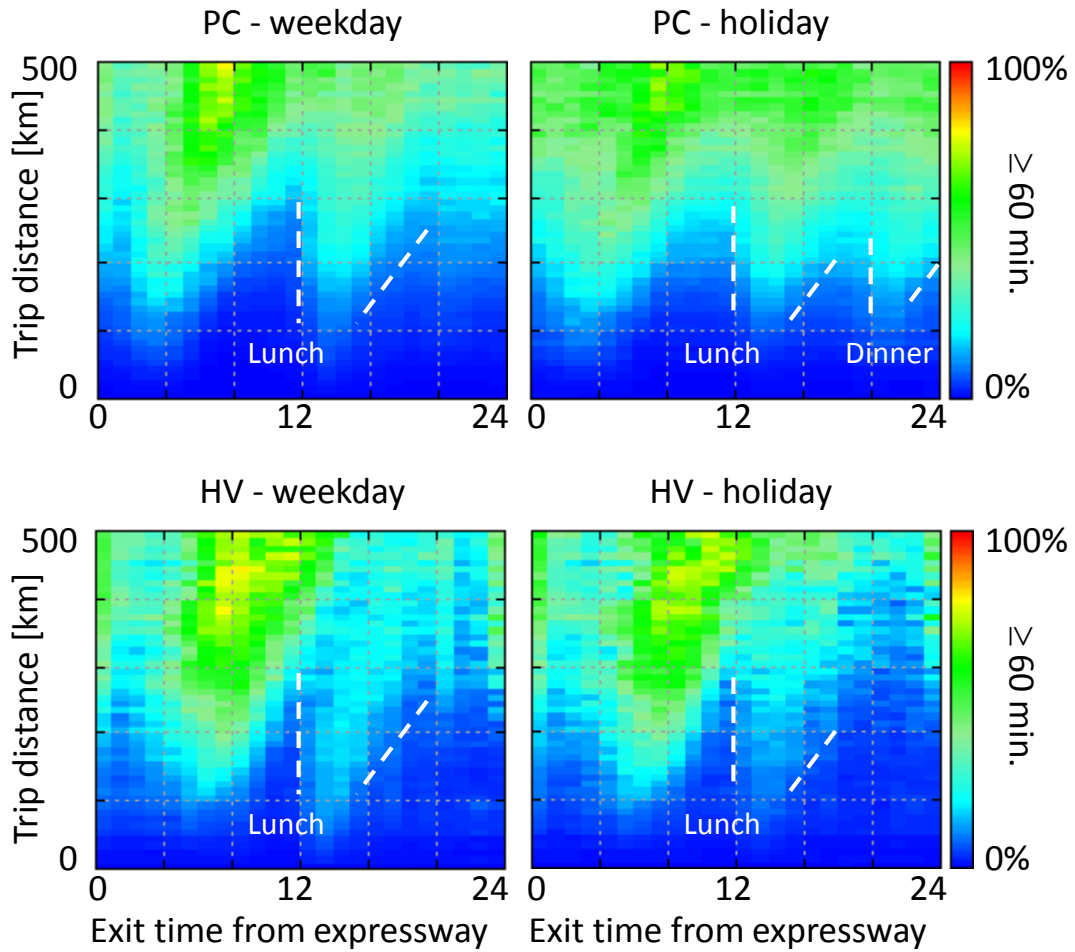 PC - weekday
PC - holiday
500
Trip distance [km]
0
Lunch
0
12
24
Lunch
Dinner
0
12
24
100%
≥ 60 min.
0%
HV - weekday
HV - holiday
500
Trip distance [km]
0
Lunch
0
12
24
Exit time from expressway
Lunch
0
12
24
Exit time from expressway
100%
≥ 60 min.
0%